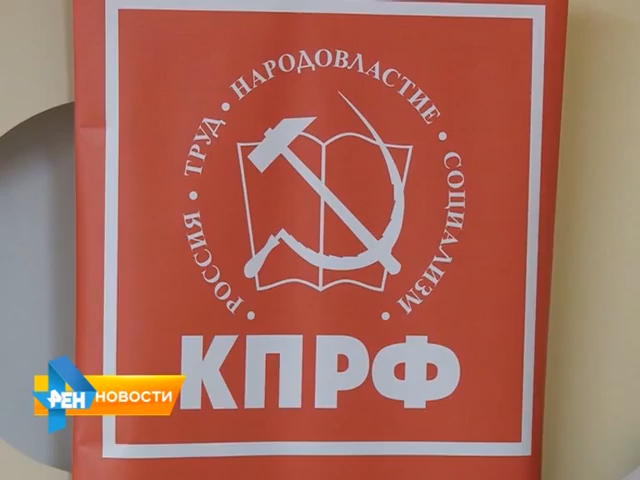 • РОССИЯ • ТРУД • НАРОДОВЛАСТИЕ • СОЦИАЛИЗМ •
КПРФ
РЕН НОВОСТИ